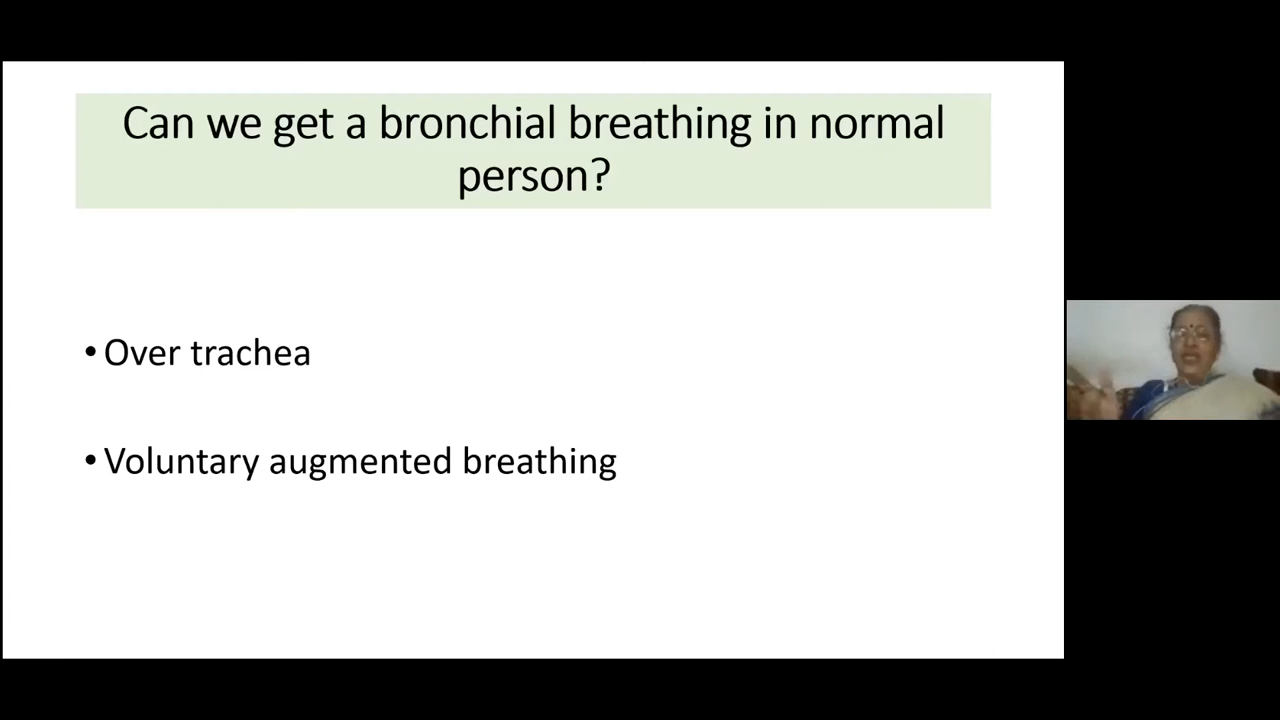 Can we get a bronchial breathing in normal
person?
• Over trachea
• Voluntary augmented breathing